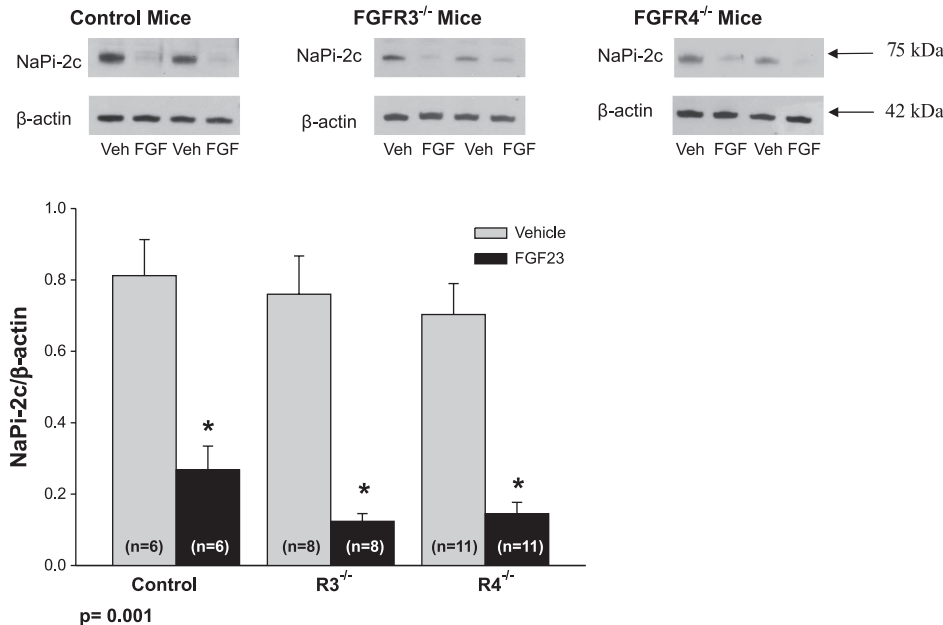 Control Mice
FGFR3-/- Mice
FGFR4-/- Mice
NaPi-2c
NaPi-2c
NaPi-2c
75 kDa
β-actin
β-actin
β-actin
42 kDa
Veh FGF Veh FGF
Veh FGF Veh FGF
Veh FGF Veh FGF
1.0
Vehicle
FGF23
0.8
0.6
NaPi-2c/β-actin
0.4
*
*
*
0.2
(n=6) (n=6) (n=8) (n=8) (n=11) (n=11)
0.0
Control R3-/- R4-/-
p= 0.001